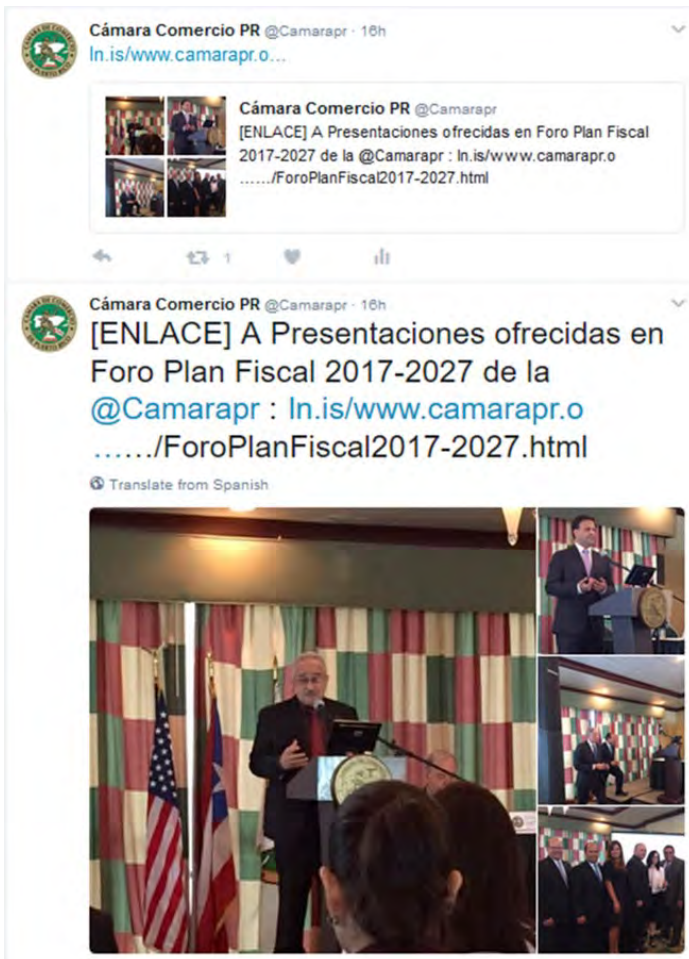 Cámara Comercio PR @Camarapr · 16h
ln.is/www.camarapr.o...
Cámara Comercio PR @Camarapr
[ENLACE] A Presentaciones ofrecidas en Foro Plan Fiscal
2017-2027 de la @Camarapr : ln.is/www.camarapr.o
....../ForoPlanFiscal2017-2027.html
1
Cámara Comercio PR @Camarapr · 16h
[ENLACE] A Presentaciones ofrecidas en
Foro Plan Fiscal 2017-2027 de la
@Camarapr : ln.is/www.camarapr.o
....../ForoPlanFiscal2017-2027.html
Translate from Spanish